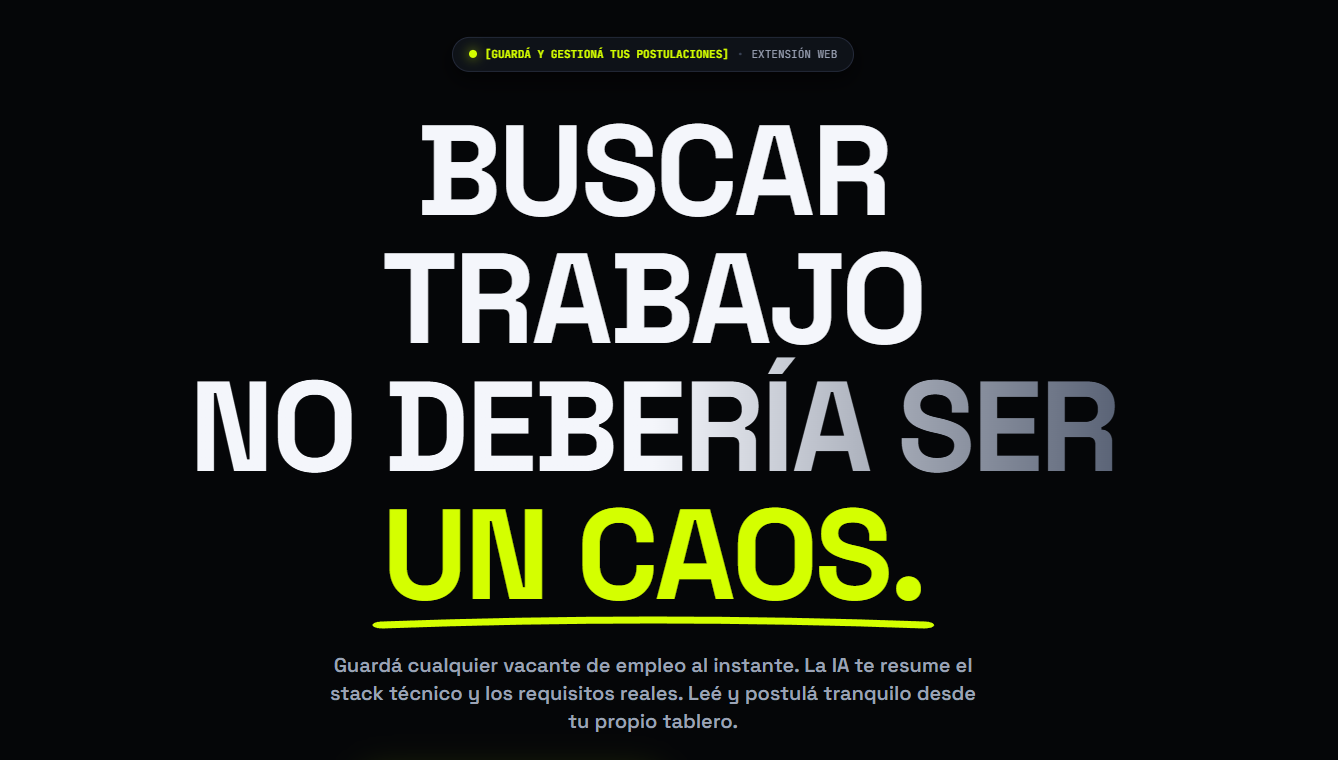 [GUARDÁ Y GESTIONÁ TUS POSTULACIONES] · EXTENSIÓN WEB
BUSCAR
TRABAJO
NO DEBERÍA SER
UN CAOS.
Guardá cualquier vacante de empleo al instante. La IA te resume el
stack técnico y los requisitos reales. Leé y postulá tranquilo desde
tu propio tablero.